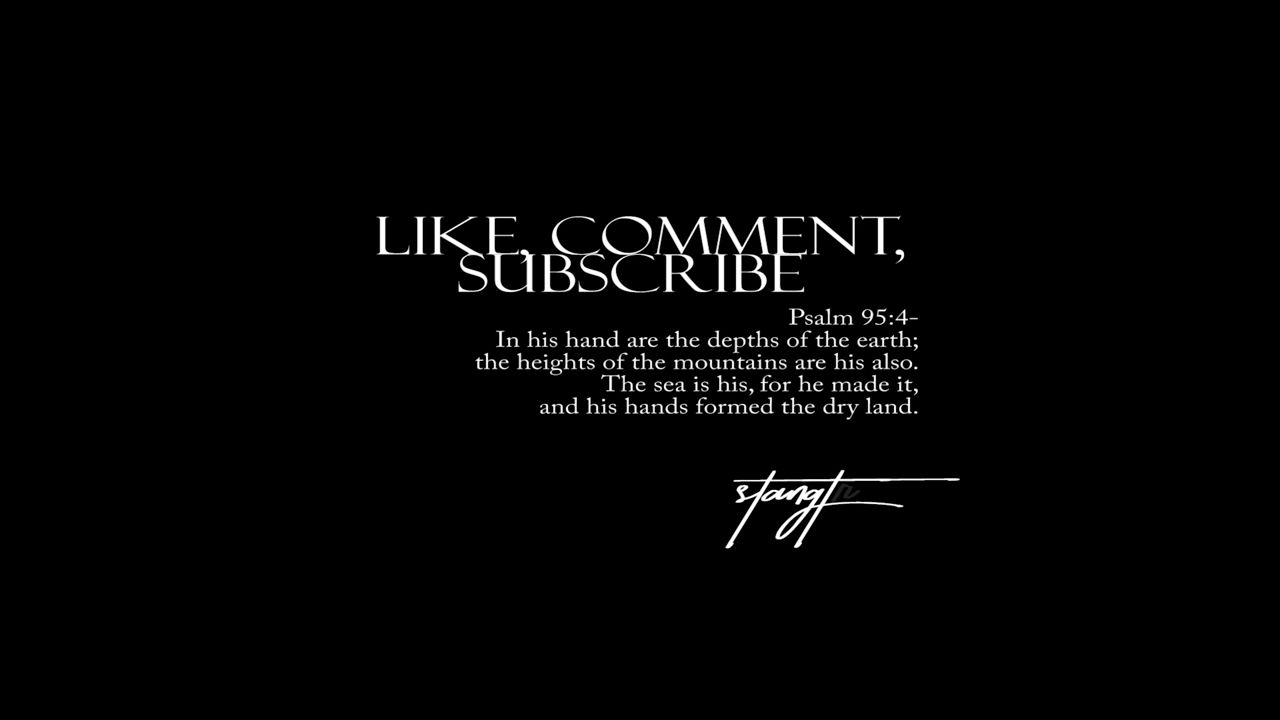 LIKE, COMMENT,
SUBSCRIBE
Psalm 95:4-
In his hand are the depths of the earth;
the heights of the mountains are his also.
The sea is his, for he made it,
and his hands formed the dry land.